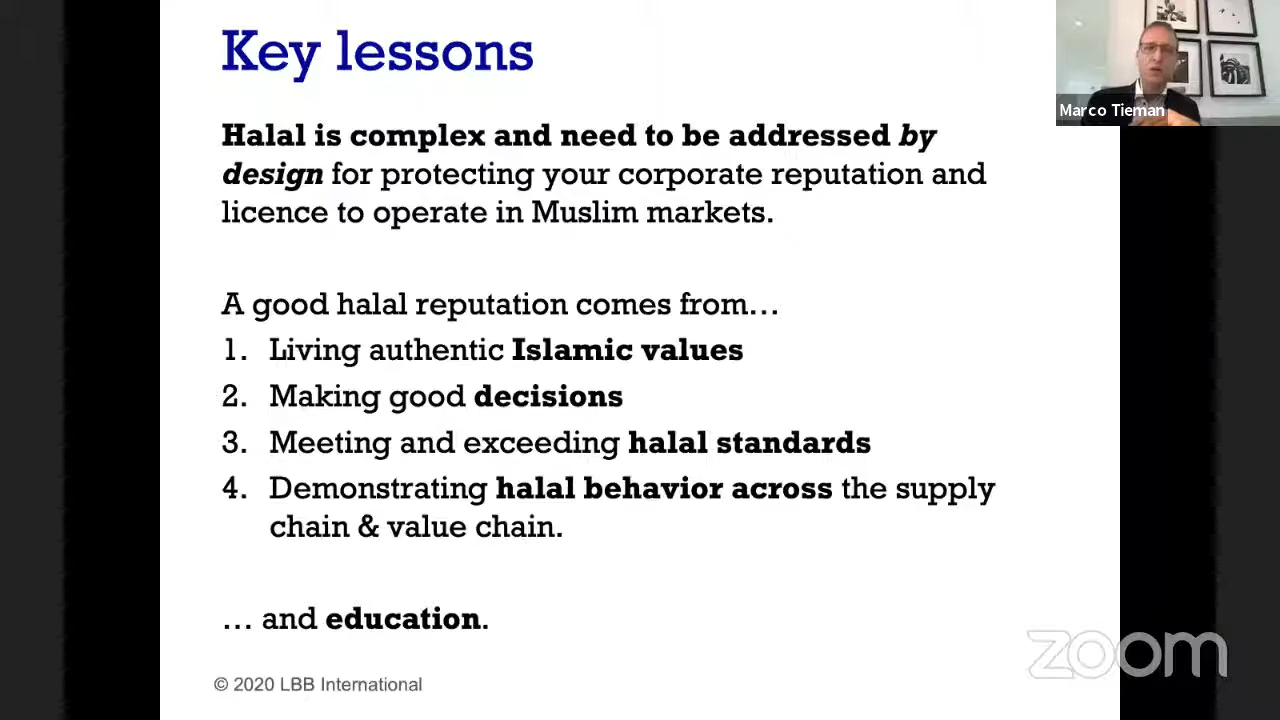 Key lessons
Marco Tieman
Halal is complex and need to be addressed by
design for protecting your corporate reputation and
licence to operate in Muslim markets.
A good halal reputation comes from…
1. Living authentic Islamic values
2. Making good decisions
3. Meeting and exceeding halal standards
4. Demonstrating halal behavior across the supply
chain & value chain.
… and education.
zoom
© 2020 LBB International